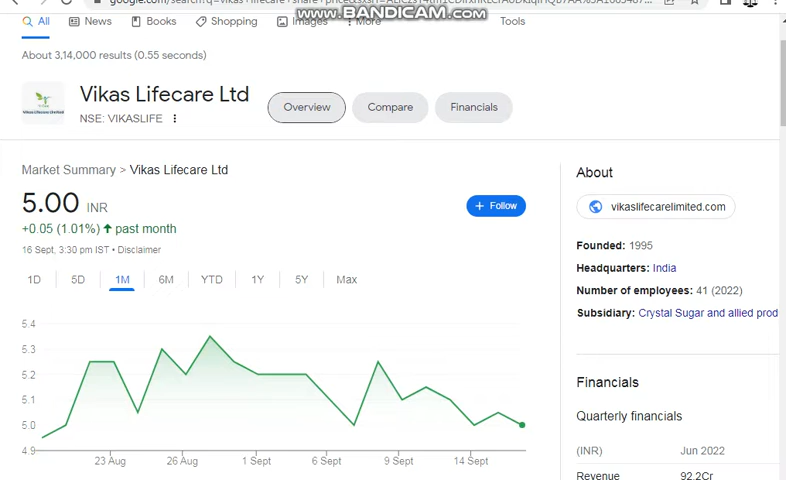 WWW.BANDICAM.COM
All
News
Book
Shopping
Images
More
Tools
About 3,14,000 results (0.55 seconds)
Vikas Lifecare Ltd
NSE: VIKASLIFE
Overview
Compare
Financials
Market Summary > Vikas Lifecare Ltd
5.00 INR
+ Follow
+0.05 (1.01%) past month
16 Sept, 3:30 pm IST • Disclaimer
1D
5D
1M
6M
YTD
1Y
5Y
Max
5.4
5.3
5.2
5.1
5.0
4.9
23 Aug
26 Aug
1 Sept
6 Sept
9 Sept
14 Sept
About
vikaslifecarelimited.com
Founded: 1995
Headquarters: India
Number of employees: 41 (2022)
Subsidiary: Crystal Sugar and allied prod
Financials
Quarterly financials
(INR)
Jun 2022
Revenue
92.2Cr